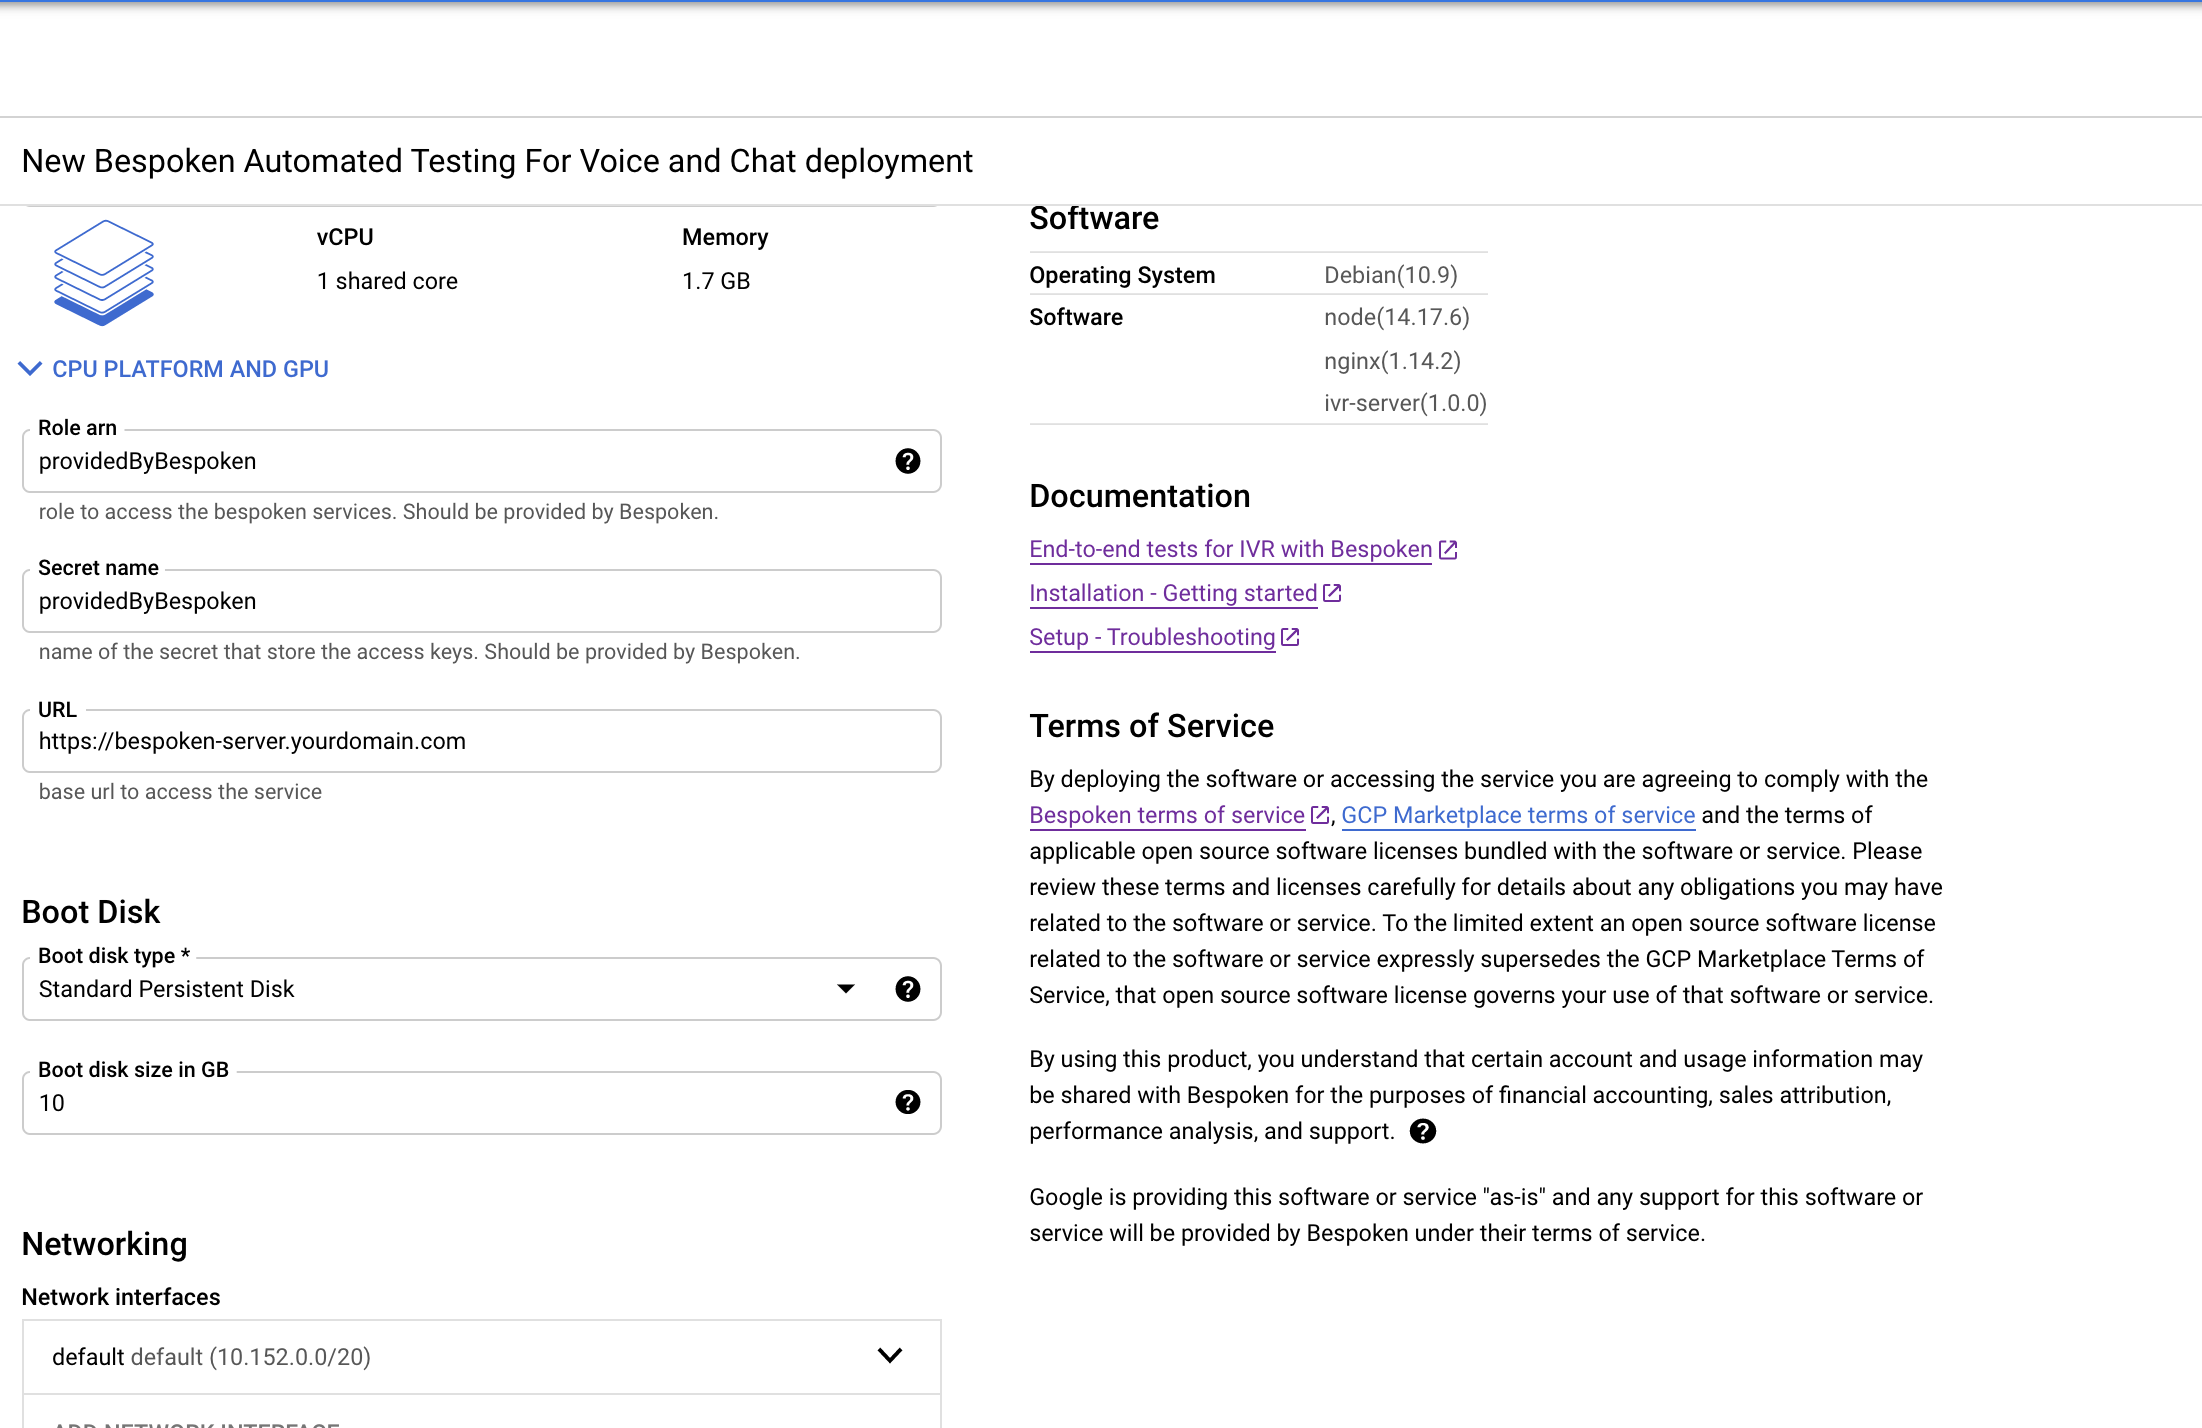 New Bespoken Automated Testing For Voice and Chat deployment
vCPU
Memory
1 shared core
1.7 GB
CPU PLATFORM AND GPU
Role arn
providedByBespoken
role to access the bespoken services. Should be provided by Bespoken.
Secret name
providedByBespoken
name of the secret that store the access keys. Should be provided by Bespoken.
URL
https://bespoken-server.yourdomain.com
base url to access the service
Boot Disk
Boot disk type *
Standard Persistent Disk
Boot disk size in GB
10
Networking
Network interfaces
default default (10.152.0.0/20)
ADD NETWORK INTERFACE
Software
Operating System Debian(10.9)
Software node(14.17.6)
nginx(1.14.2)
ivr-server(1.0.0)
Documentation
End-to-end tests for IVR with Bespoken
Installation - Getting started
Setup - Troubleshooting
Terms of Service
By deploying the software or accessing the service you are agreeing to comply with the
Bespoken terms of service, GCP Marketplace terms of service and the terms of
applicable open source software licenses bundled with the software or service. Please
review these terms and licenses carefully for details about any obligations you may have
related to the software or service. To the limited extent an open source software license
related to the software or service expressly supersedes the GCP Marketplace Terms of
Service, that open source software license governs your use of that software or service.
By using this product, you understand that certain account and usage information may
be shared with Bespoken for the purposes of financial accounting, sales attribution,
performance analysis, and support.
Google is providing this software or service "as-is" and any support for this software or
service will be provided by Bespoken under their terms of service.